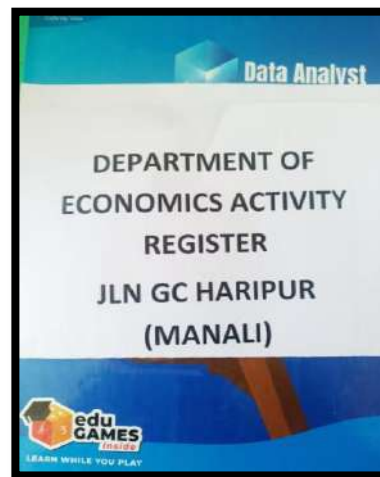 Data Analyst
DEPARTMENT OF
ECONOMICS ACTIVITY
REGISTER
JLN GC HARIPUR
(MANALI)
edu
GAMES
Inside
LEARN WHILE YOU PLAY